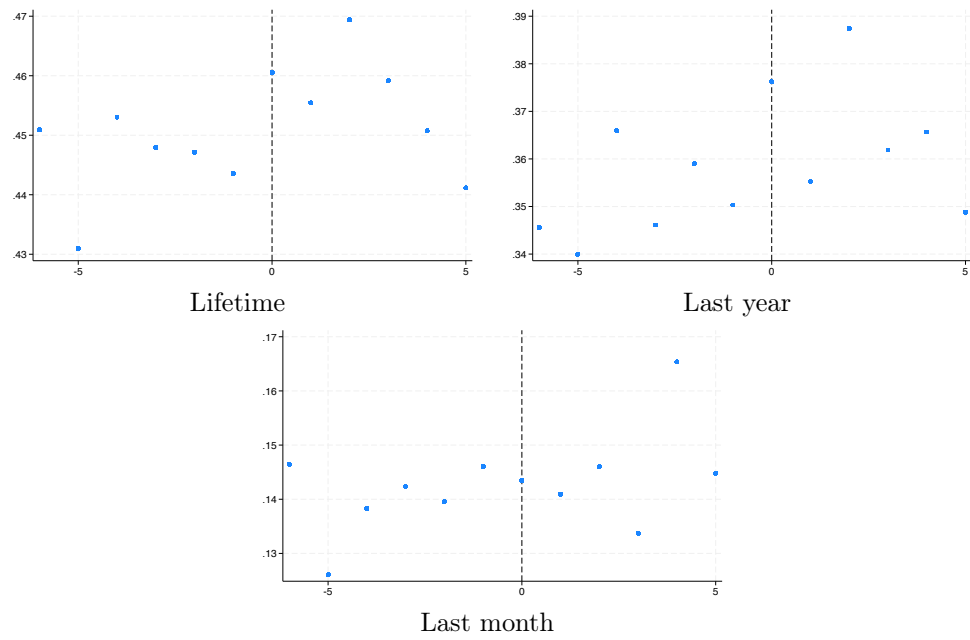 .47
.46
.45
.44
.43
-5 0 5
Lifetime
.39
.38
.37
.36
.35
.34
-5 0 5
Last year
.17
.16
.15
.14
.13
-5 0 5
Last month